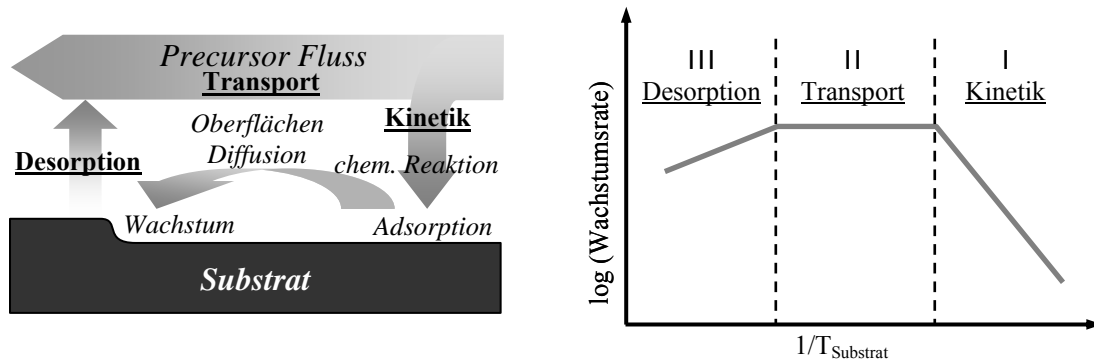 Precursor Fluss
Transport
Kinetik
Oberflächen
Diffusion
chem. Reaktion
Desorption
Wachstum
Adsorption
Substrat
log (Wachstumsrate)
III
II
I
Desorption
Transport
Kinetik
1/TSubstrat